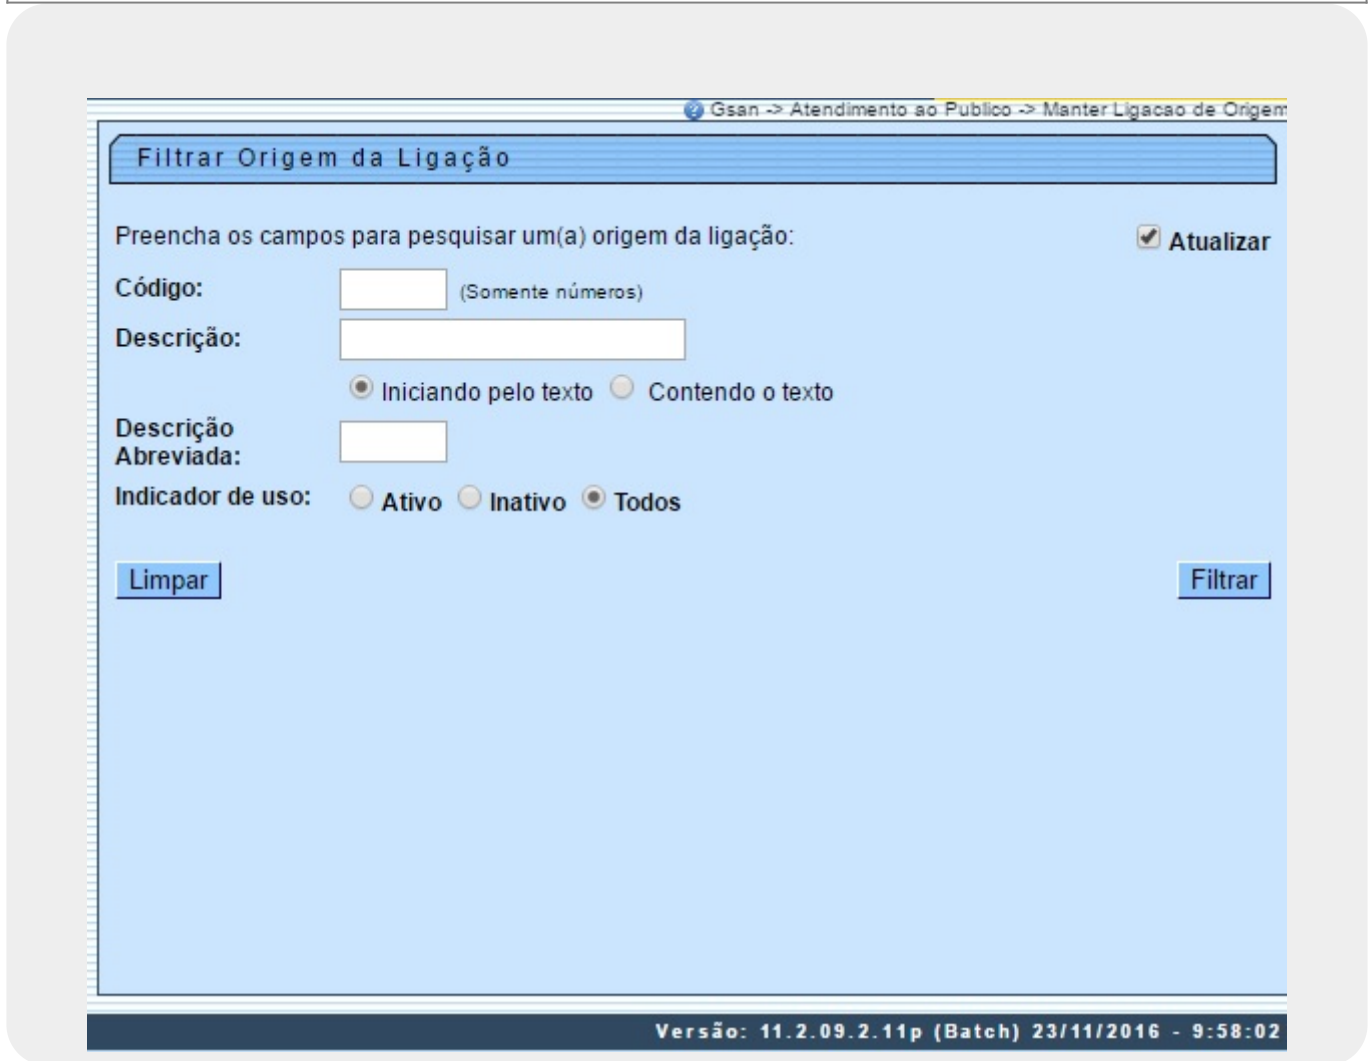 Gsan -> Atendimento ao Publico -> Manter Ligacao de Origem
Filtrar Origem da Ligação
Preencha os campos para pesquisar um(a) origem da ligação: Atualizar
Código: (Somente números)
Descrição:
Iniciando pelo texto Contendo o texto
Descrição
Abreviada:
Indicador de uso: Ativo Inativo Todos
Limpar Filtrar
Versão: 11.2.09.2.11p (Batch) 23/11/2016 - 9:58:02